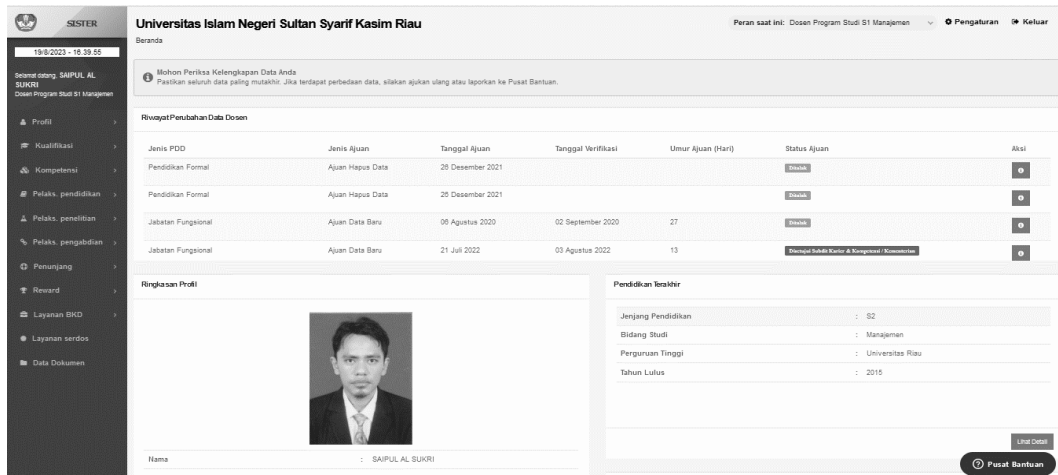 SISTER
19/8/2023 - 16.39.55
Selamat datang, SAIPUL AL
SUKRI
Dosen Program Studi S1 Manajemen
Profil
Kualifikasi
Kompetensi
Pelaks. pendidikan
Pelaks. penelitian
Pelaks. pengabdian
Penunjang
Reward
Layanan BKD
Layanan serdos
Data Dokumen
Universitas Islam Negeri Sultan Syarif Kasim Riau
Beranda
Peran saat ini: Dosen Program Studi S1 Manajemen
Pengaturan
Keluar
Mohon Periksa Kelengkapan Data Anda
Pastikan seluruh data paling mutakhir. Jika terdapat perbedaan data, silakan ajukan ulang atau laporkan ke Pusat Bantuan.
Riwayat Perubahan Data Dosen
Jenis PDD Jenis Ajuan Tanggal Ajuan Tanggal Verifikasi Umur Ajuan (Hari) Status Ajuan Aksi
Pendidikan Formal Ajuan Hapus Data 26 Desember 2021 Ditolak
Pendidikan Formal Ajuan Hapus Data 26 Desember 2021 Ditolak
Jabatan Fungsional Ajuan Data Baru 06 Agustus 2020 02 September 2020 27 Ditolak
Jabatan Fungsional Ajuan Data Baru 21 Juli 2022 03 Agustus 2022 13 Disetujui Subdit Karier & Kompetensi / Kementerian
Ringkasan Profil
Nama : SAIPUL AL SUKRI
Pendidikan Terakhir
Jenjang Pendidikan : S2
Bidang Studi : Manajemen
Perguruan Tinggi : Universitas Riau
Tahun Lulus : 2015
Lihat Detail
Pusat Bantuan